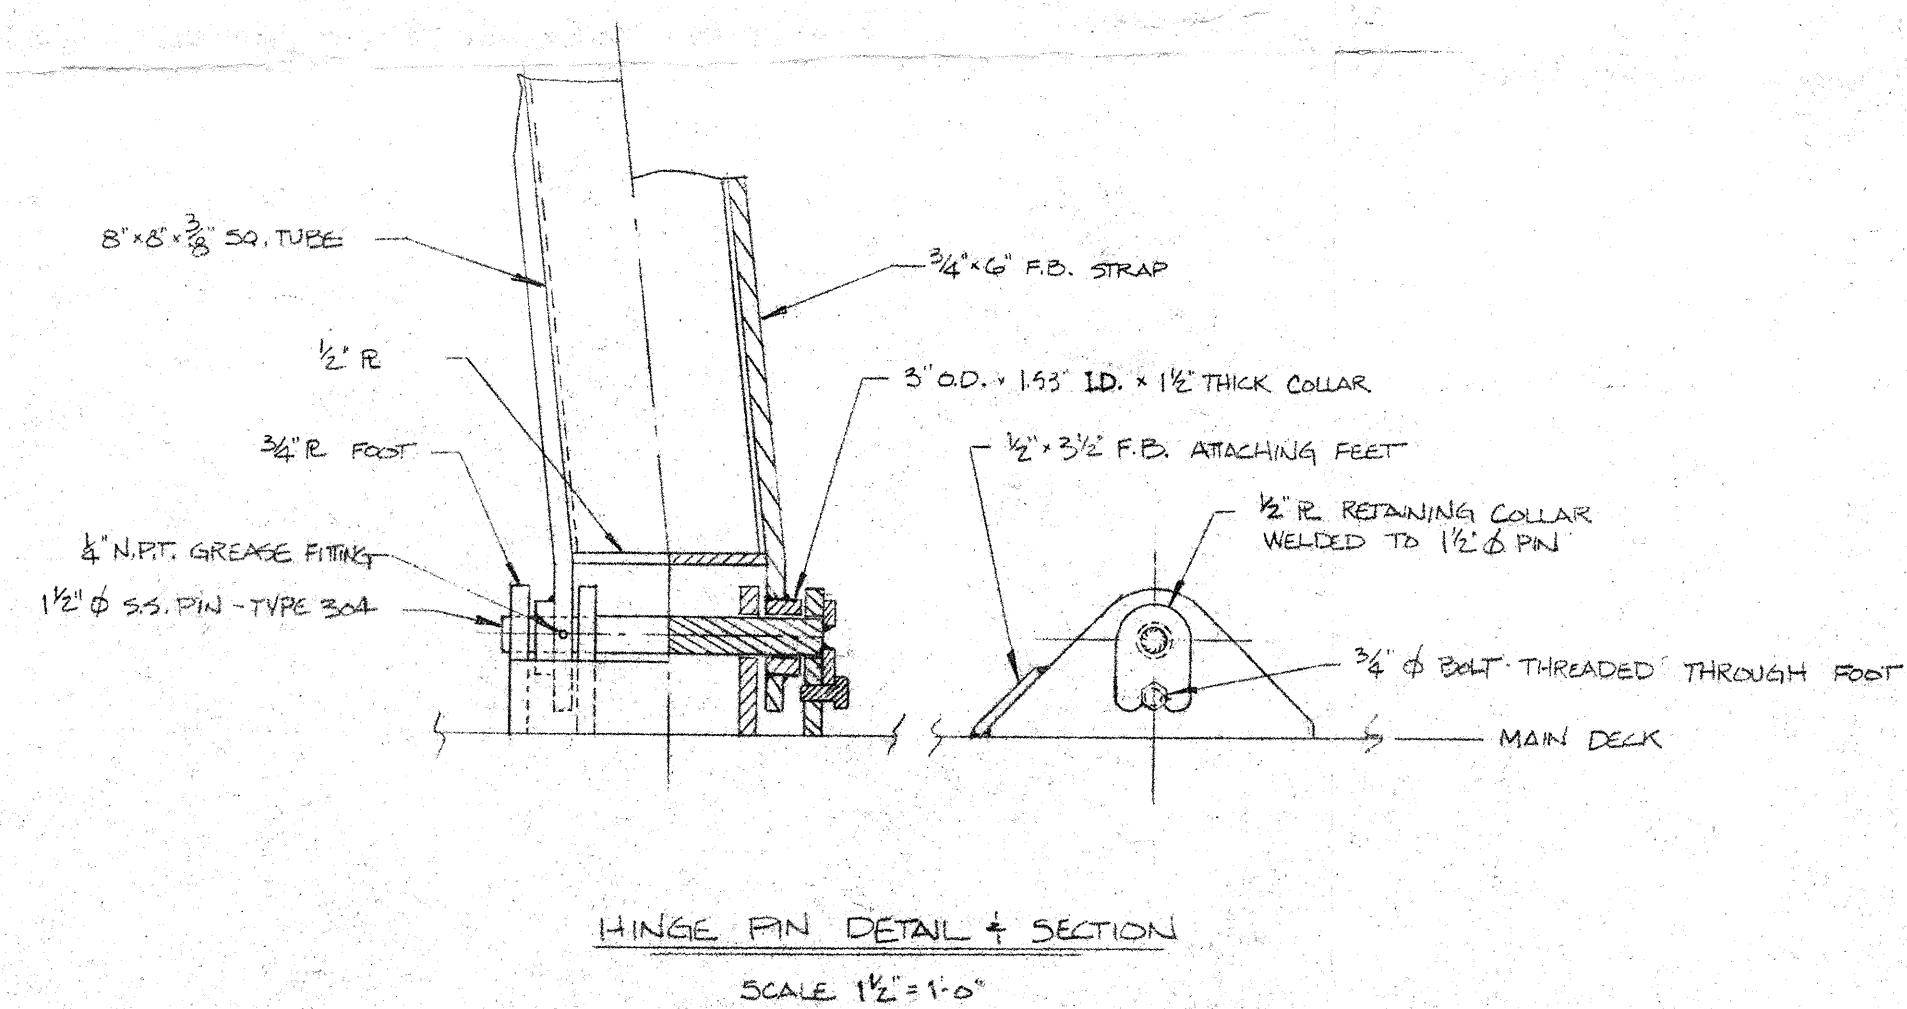 8"×8"×3/8" SQ. TUBE
3/4"×6" F.B. STRAP
1/2" PL
3" O.D. × 1.53" I.D. × 1 1/2" THICK COLLAR
3/4" PL FOOT
1/2"×3 1/2" F.B. ATTACHING FEET
1/2" PL RETAINING COLLAR
WELDED TO 1 1/2" Ø PIN
1/4" N.P.T. GREASE FITTING
1 1/2" Ø S.S. PIN - TYPE 304
3/4" Ø BOLT THREADED THROUGH FOOT
MAIN DECK
HINGE PIN DETAIL & SECTION
SCALE 1 1/2" = 1'-0"